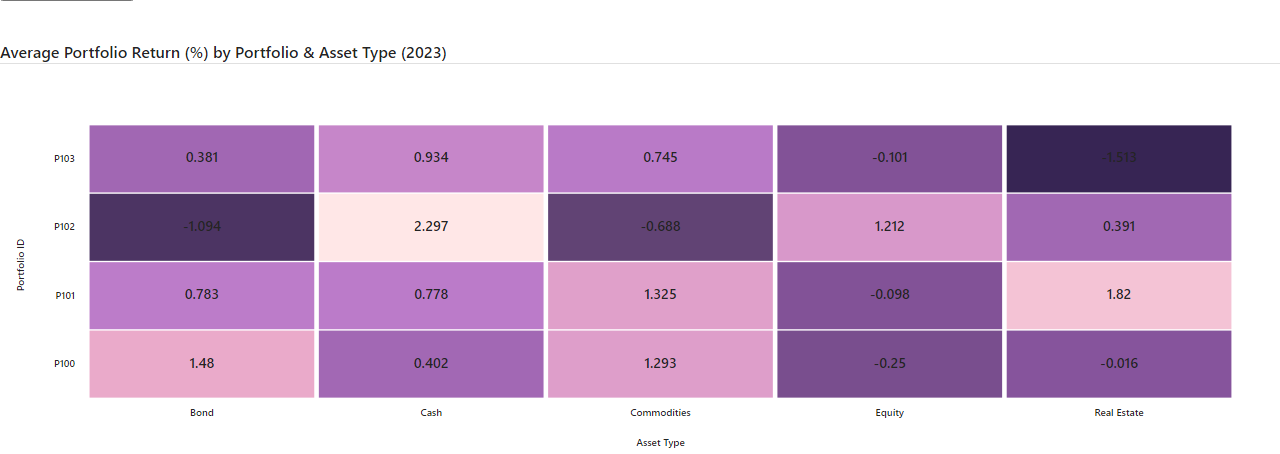 Average Portfolio Return (%) by Portfolio & Asset Type (2023)
P103 0.381 0.934 0.745 -0.101 -1.513
P102 -1.094 2.297 -0.688 1.212 0.391
Portfolio ID
P101 0.783 0.778 1.325 -0.098 1.82
P100 1.48 0.402 1.293 -0.25 -0.016
Bond Cash Commodities Equity Real Estate
Asset Type